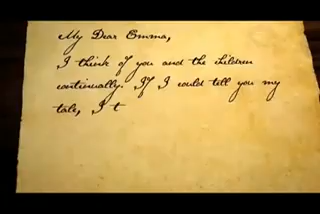 My Dear Emma,
I think of you and the children
continually. If I could tell you my
tale, I t